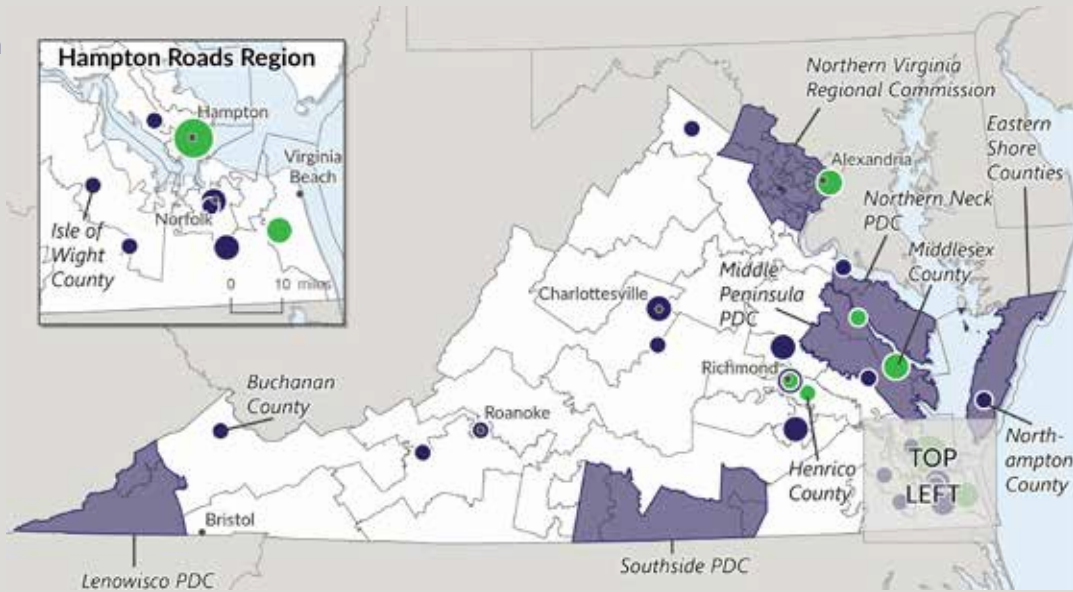 Hampton Roads Region
Hampton
Virginia
Beach
Norfolk
Isle of
Wight
County
0 10 miles
Northern Virginia
Regional Commission
Eastern
Shore
Counties
Alexandria
Northern Neck
PDC
Middlesex
County
Middle
Peninsula
PDC
Charlottesville
Richmond
Buchanan
County
Roanoke
Henrico
County
TOP
LEFT
North-
ampton
County
Bristol
Lenowisco PDC
Southside PDC